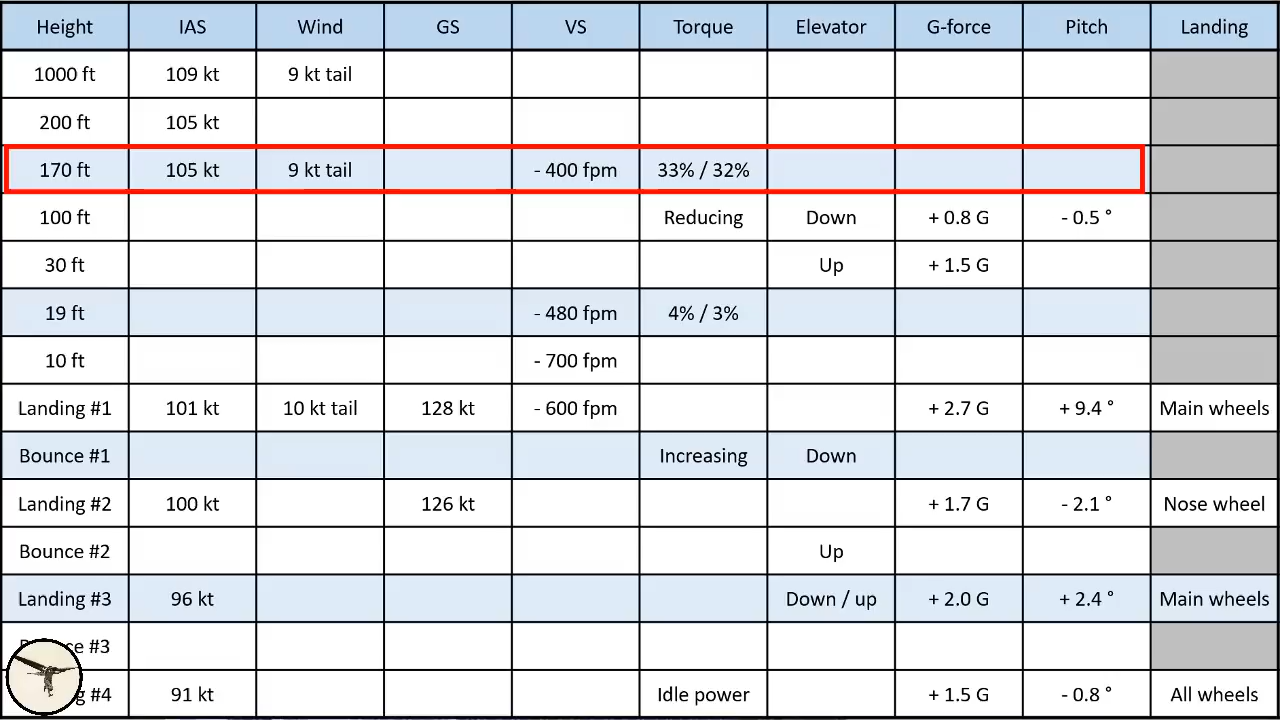 Height IAS Wind GS VS Torque Elevator G-force Pitch Landing
1000 ft 109 kt 9 kt tail
200 ft 105 kt
170 ft 105 kt 9 kt tail - 400 fpm 33% / 32%
100 ft Reducing Down + 0.8 G - 0.5 °
30 ft Up + 1.5 G
19 ft - 480 fpm 4% / 3%
10 ft - 700 fpm
Landing #1 101 kt 10 kt tail 128 kt - 600 fpm + 2.7 G + 9.4 ° Main wheels
Bounce #1 Increasing Down
Landing #2 100 kt 126 kt + 1.7 G - 2.1 ° Nose wheel
Bounce #2 Up
Landing #3 96 kt Down / up + 2.0 G + 2.4 ° Main wheels
#3
#4 91 kt Idle power + 1.5 G - 0.8 ° All wheels